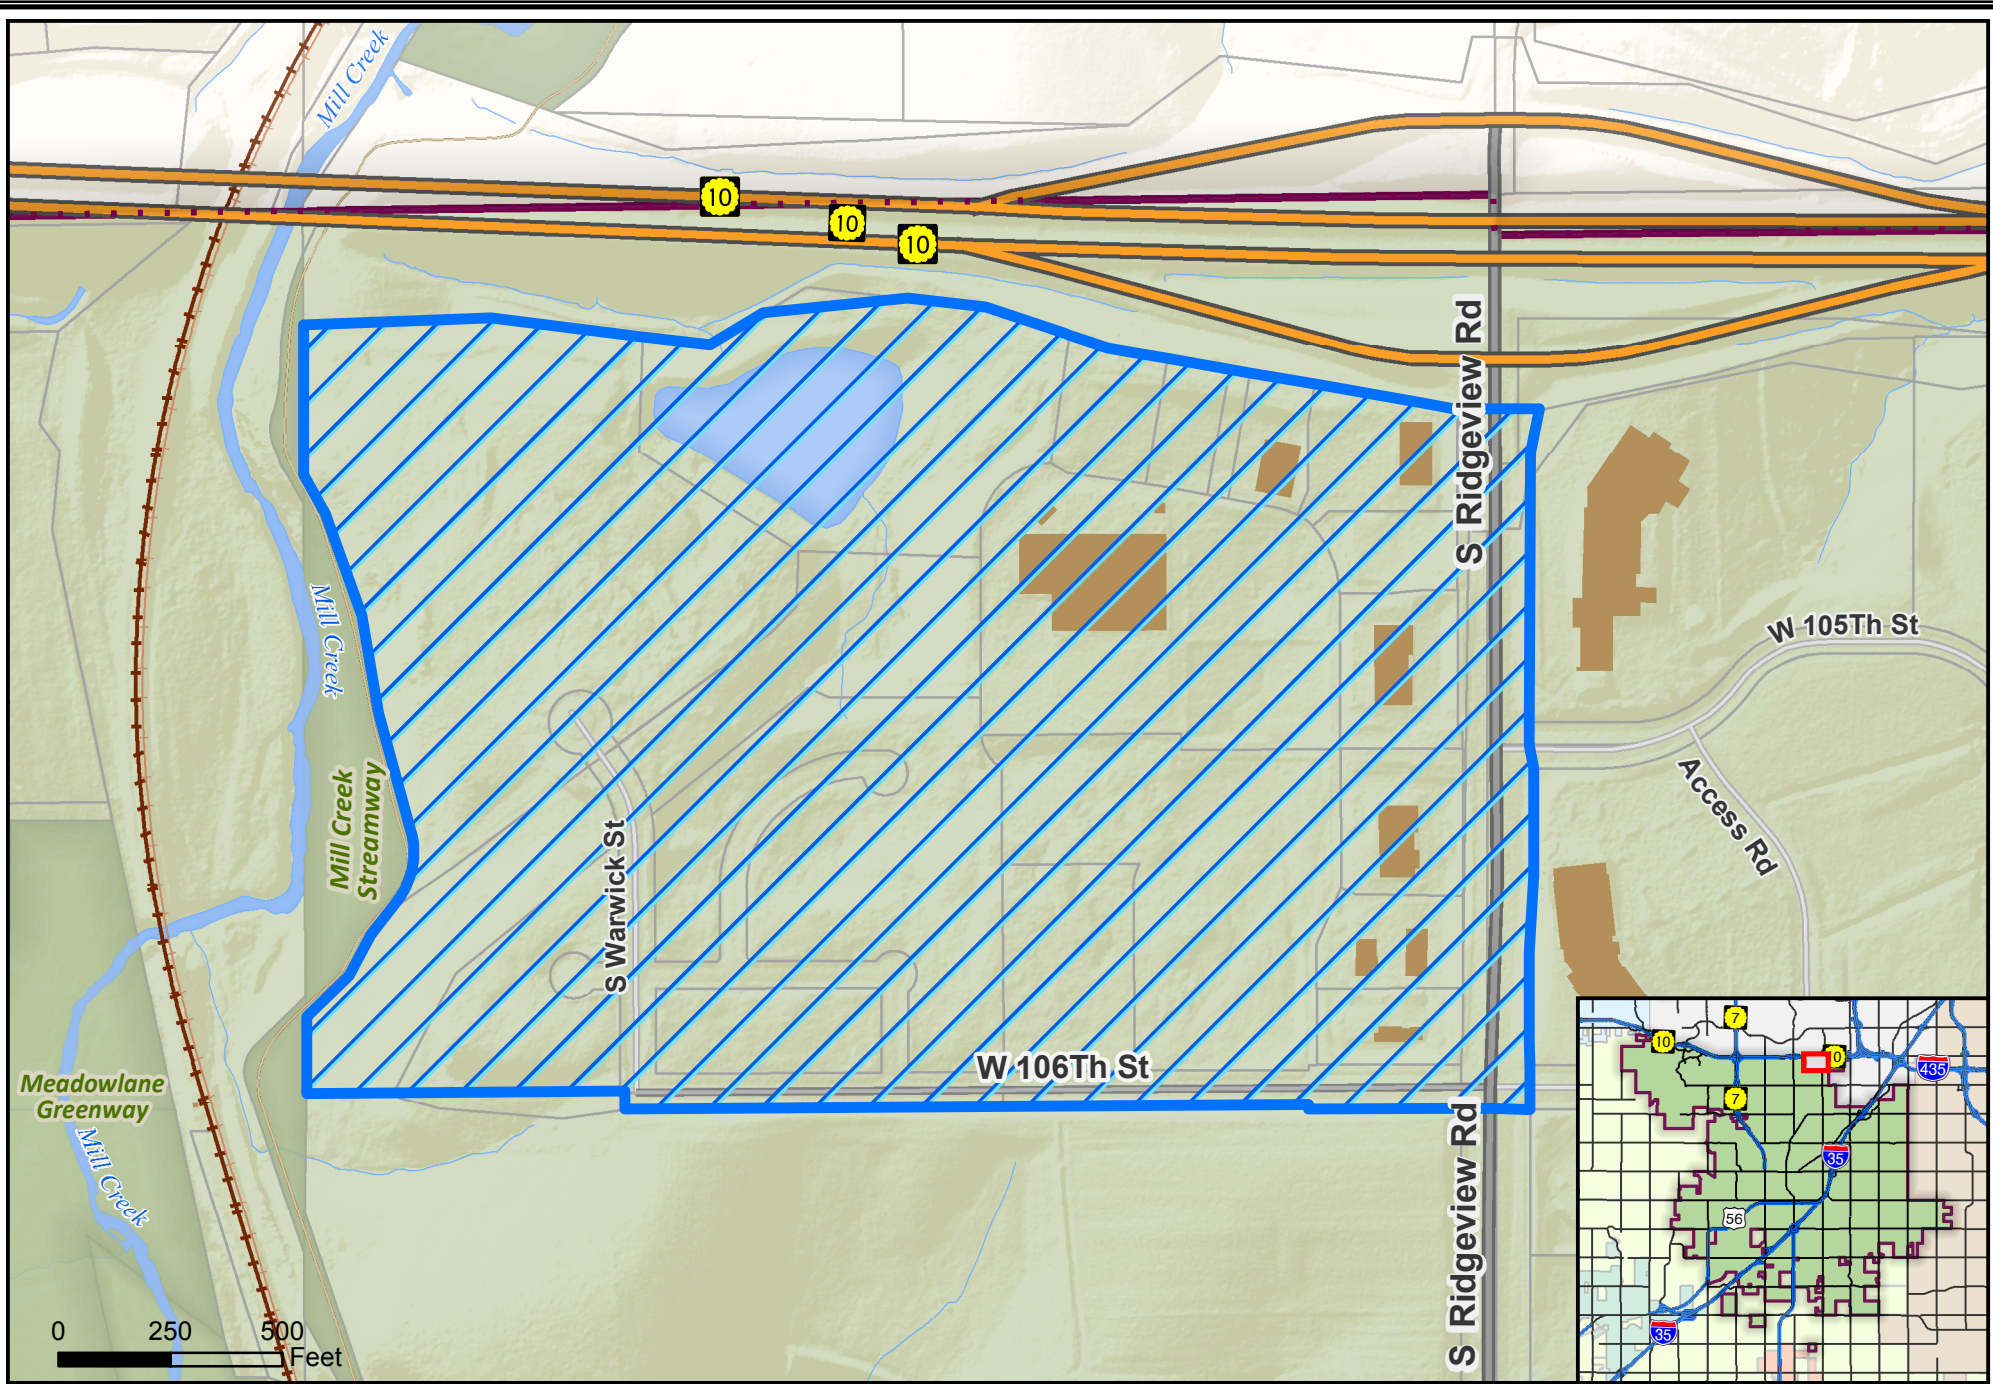 Mill Creek
10
10
10
S Ridgeview Rd
Mill Creek
W 105Th St
Access Rd
Mill Creek
Streamway
S Warwick St
W 106Th St
Meadowlane
Greenway
Mill Creek
S Ridgeview Rd
0 250 500
Feet
7
10
10
435
7
35
56
35